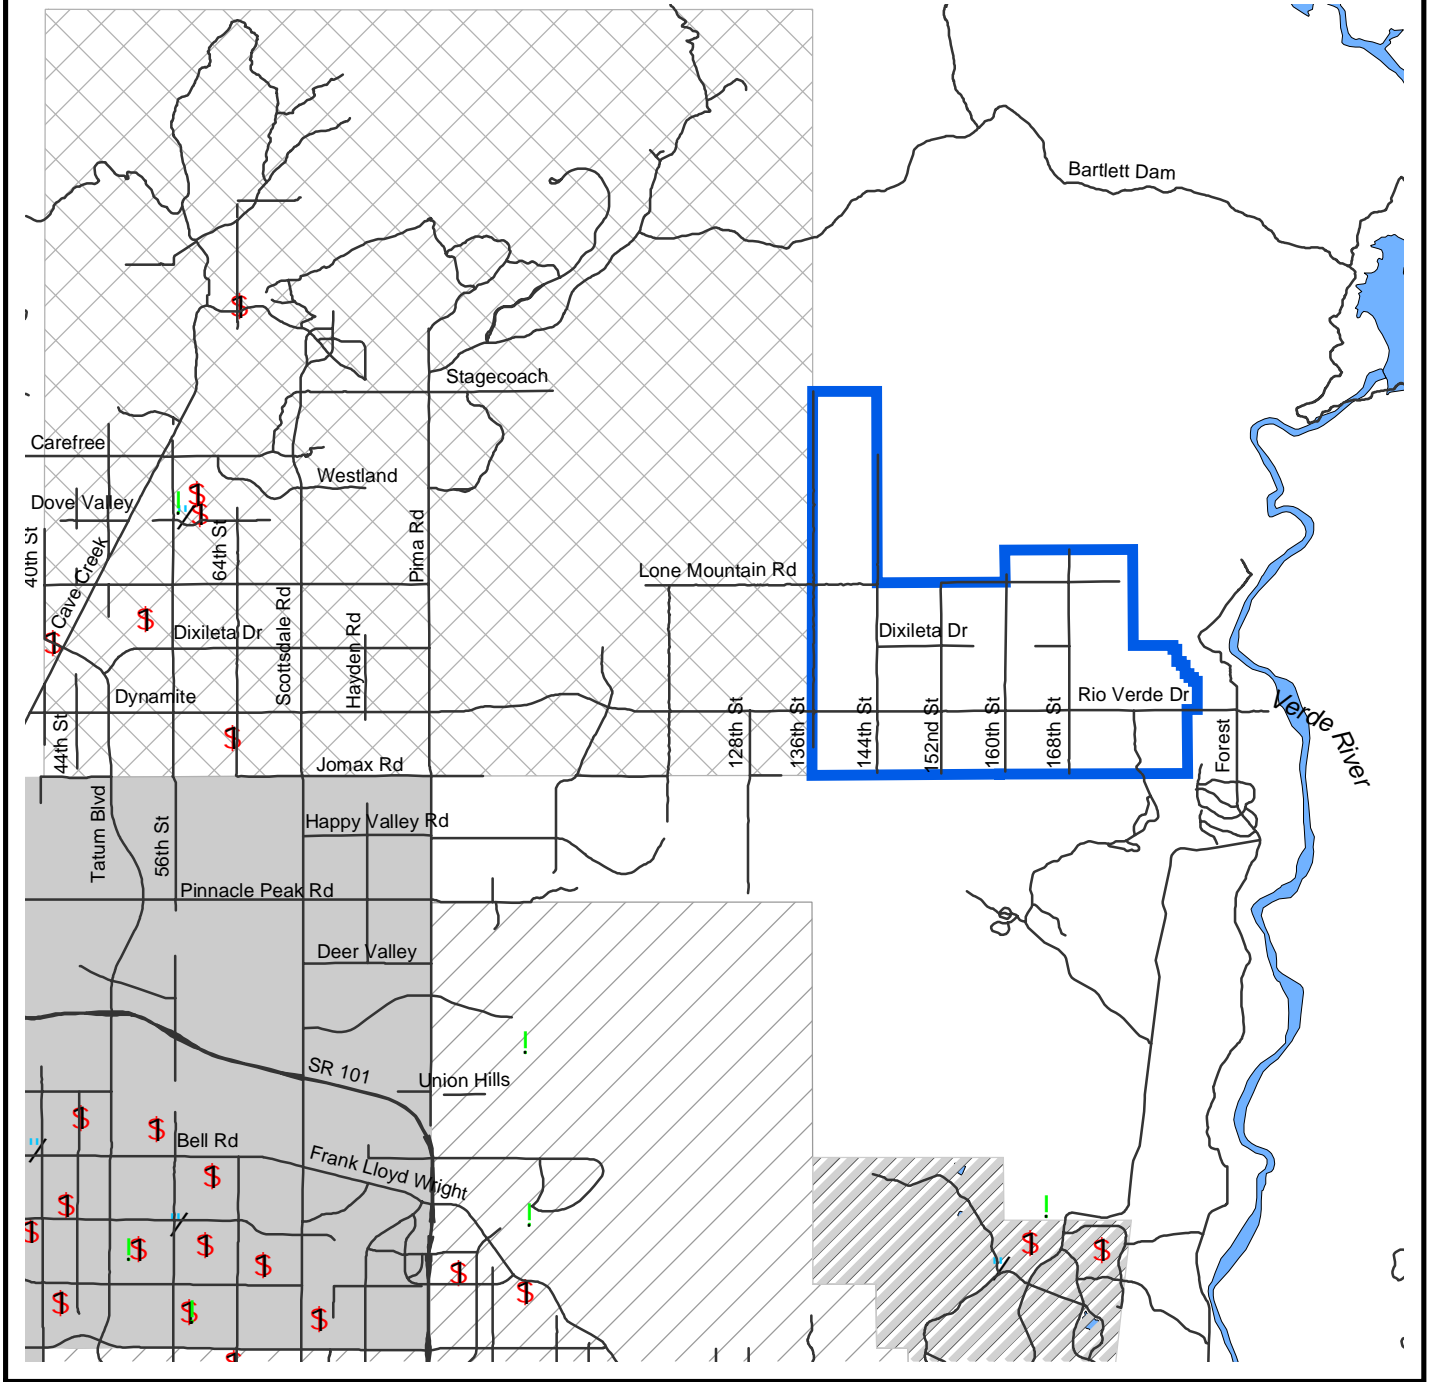 Bartlett Dam
Stagecoach
Carefree
Westland
Dove Valley
40th St
Cave Creek
64th St
Pima Rd
Lone Mountain Rd
Scottsdale Rd
Hayden Rd
Dixileta Dr
Dixileta Dr
Dynamite
Rio Verde Dr
44th St
128th St
136th St
144th St
152nd St
160th St
168th St
Forest
Verde River
Jomax Rd
Tatum Blvd
56th St
Happy Valley Rd
Pinnacle Peak Rd
Deer Valley
SR 101
Union Hills
Bell Rd
Frank Lloyd Wright